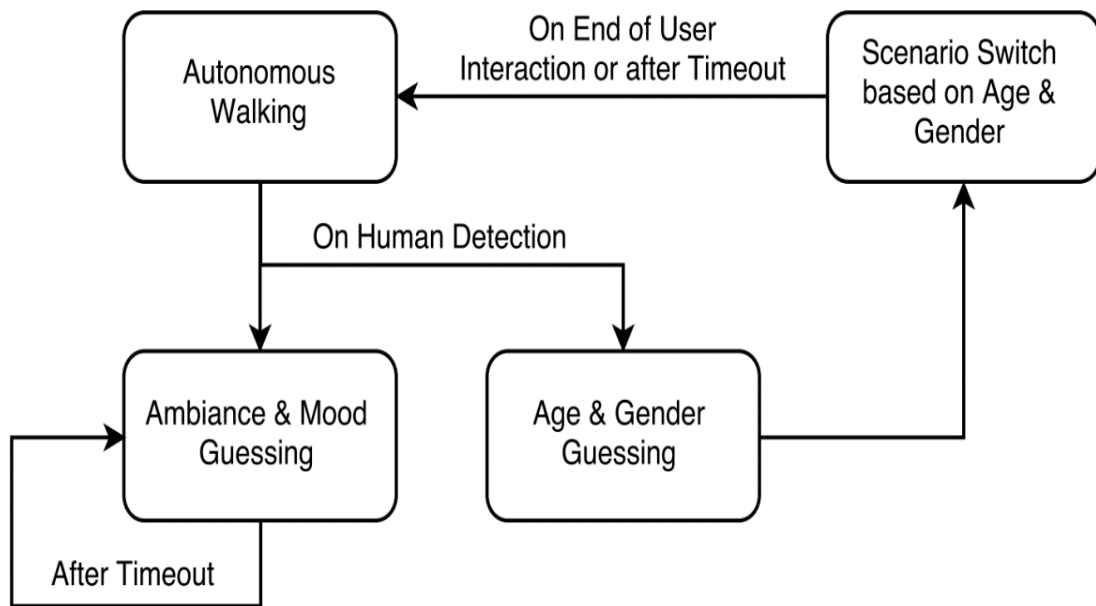 Autonomous
Walking
On End of User
Interaction or after Timeout
Scenario Switch
based on Age &
Gender
On Human Detection
Ambiance & Mood
Guessing
Age & Gender
Guessing
After Timeout